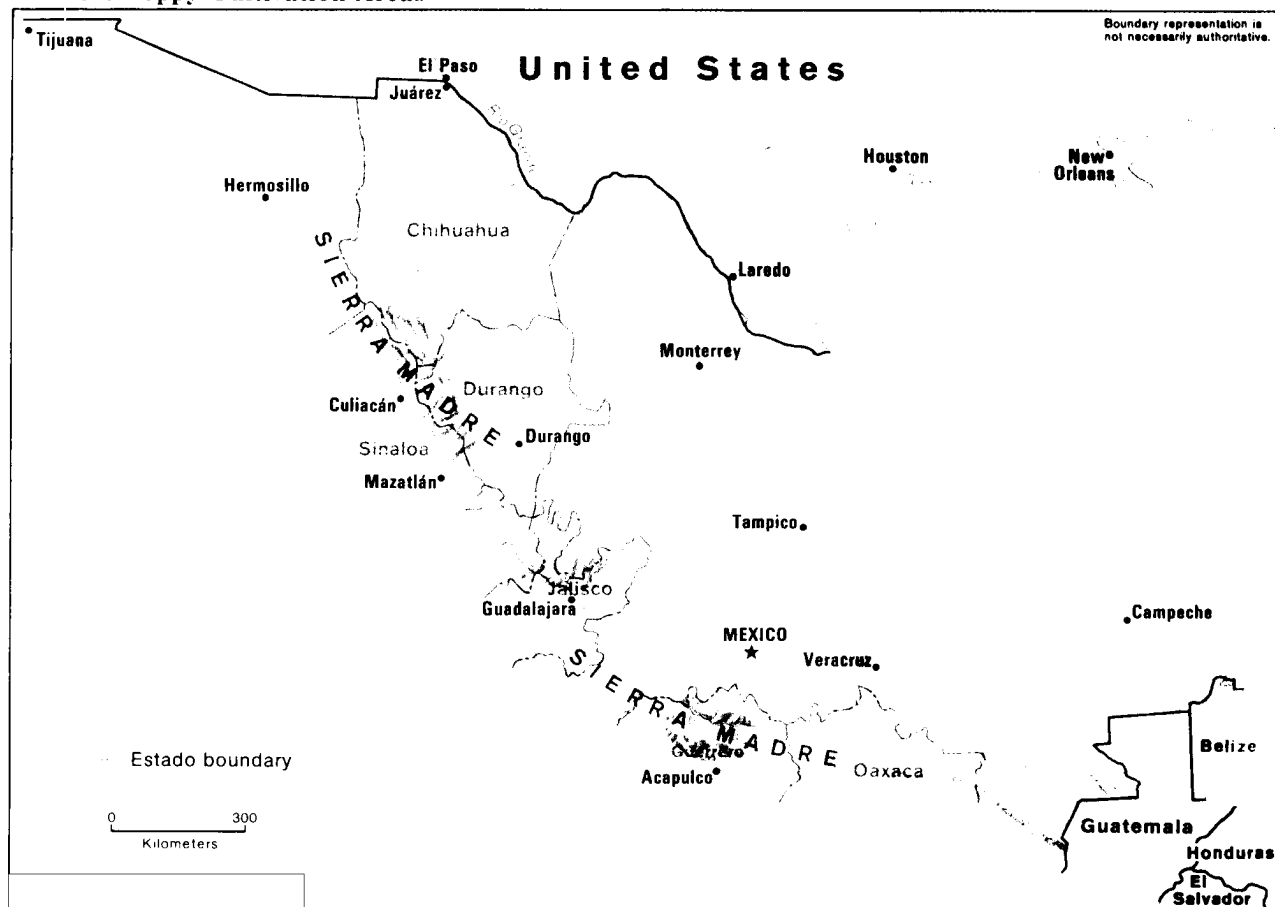 Boundary representation is
not necessarily authoritative.
Tijuana
El Paso
United States
Juárez
Houston
New
Orleans
Hermosillo
Chihuahua
Laredo
SIERRA MADRE
Monterrey
Durango
Culiacán
Durango
Sinaloa
Mazatlán
Tampico
Jalisco
Guadalajara
Campeche
MEXICO
Veracruz
SIERRA MADRE
Guerrero
Belize
Estado boundary
Oaxaca
Acapulco
0 300
Kilometers
Guatemala
Honduras
El
Salvador